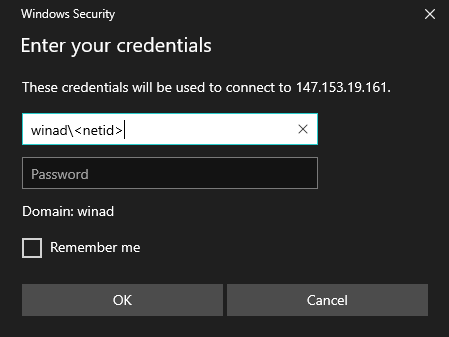 Windows Security
Enter your credentials
These credentials will be used to connect to 147.153.19.161.
winad\<netid>
Password
Domain: winad
Remember me
OK
Cancel